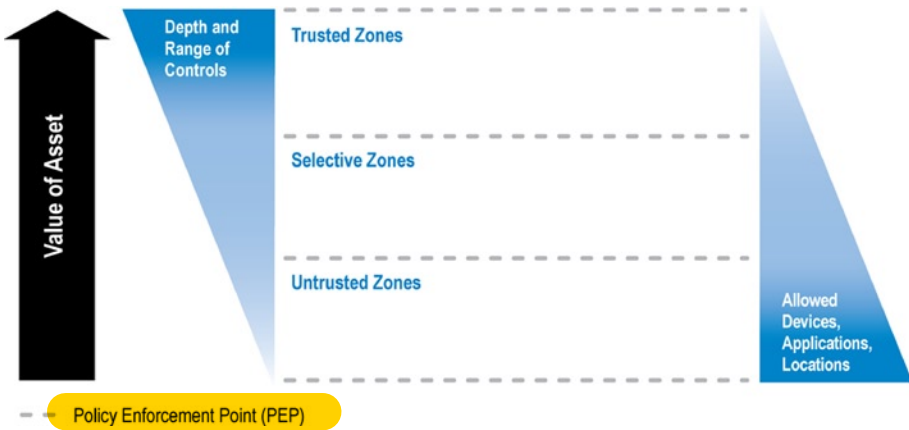 Value of Asset
Depth and
Range of
Controls
Trusted Zones
Selective Zones
Untrusted Zones
Allowed
Devices,
Applications,
Locations
Policy Enforcement Point (PEP)